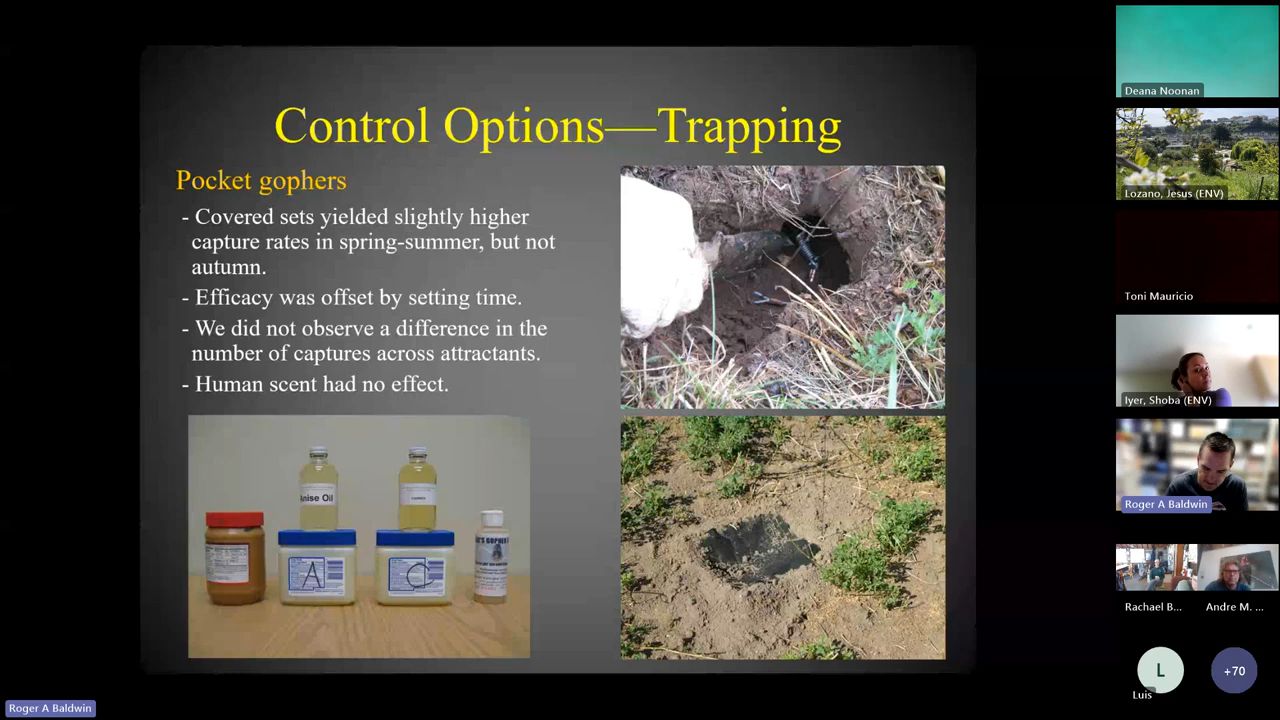 Control Options—Trapping
Pocket gophers
- Covered sets yielded slightly higher
capture rates in spring-summer, but not
autumn.
- Efficacy was offset by setting time.
- We did not observe a difference in the
number of captures across attractants.
- Human scent had no effect.
Anise Oil
A
C
Deana Noonan
Lozano, Jesus (ENV)
Toni Mauricio
Iyer, Shoba (ENV)
Roger A Baldwin
Rachael B...
Andre M. ...
L
Luis
+70
Roger A Baldwin